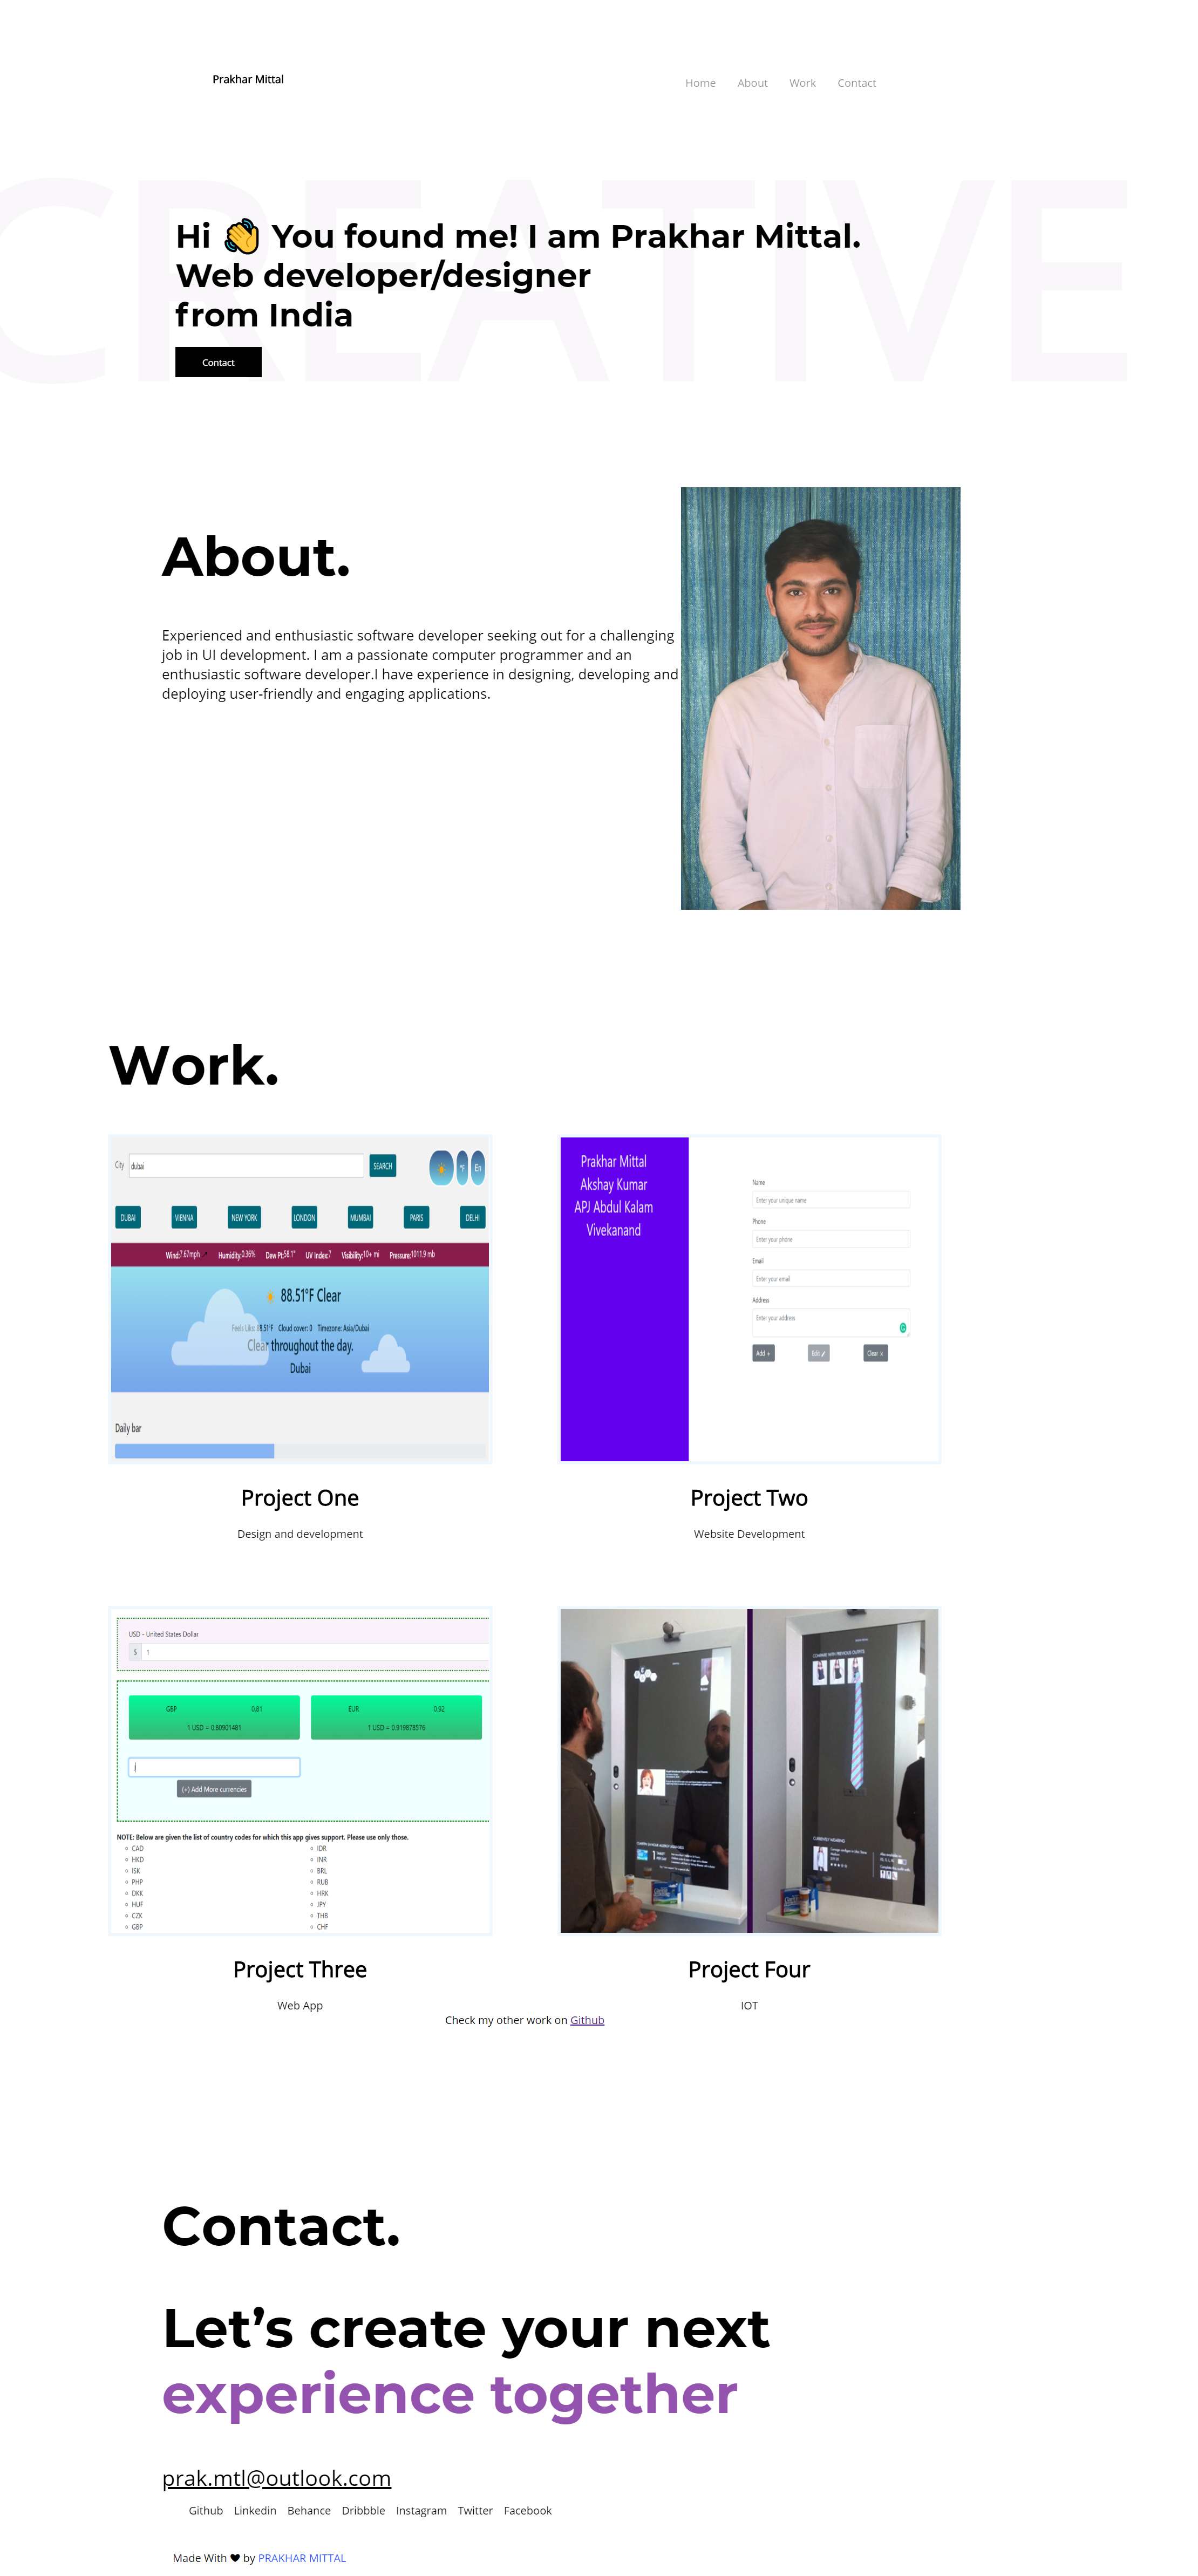 Prakhar Mittal
Home About Work Contact
CREATIVE
Hi 👋 You found me! I am Prakhar Mittal.
Web developer/designer
from India
Contact
About.
Experienced and enthusiastic software developer seeking out for a challenging
job in UI development. I am a passionate computer programmer and an
enthusiastic software developer.I have experience in designing, developing and
deploying user-friendly and engaging applications.
Work.
City dubai SEARCH °F En
DUBAI VIENNA NEW YORK LONDON MUMBAI PARIS DELHI
Wind:7.67mph Humidity:0.36% Dew Pt:58.1° UV Index:7 Visibility:10+ mi Pressure:1011.9 mb
88.51°F Clear
Feels Like: 88.51°F Cloud cover: 0 Timezone: Asia/Dubai
Clear throughout the day.
Dubai
Daily bar
Prakhar Mittal
Akshay Kumar
APJ Abdul Kalam
Vivekanand
Name
Enter your unique name
Phone
Enter your phone
Email
Enter your email
Address
Enter your address
Add + Edit Clear x
Project One
Design and development
Project Two
Website Development
USD - United States Dollar
$ 1
GBP 0.81
1 USD = 0.80901481
EUR 0.92
1 USD = 0.919878576
(+) Add More currencies
NOTE: Below are given the list of country codes for which this app gives support. Please use only those.
CAD IDR
HKD INR
ISK BRL
PHP RUB
DKK HRK
HUF JPY
CZK THB
GBP CHF
COMPARE WITH PREVIOUS OUTFITS
CURRENTLY WEARING
Project Three
Web App
Project Four
IOT
Check my other work on Github
Contact.
Let’s create your next
experience together
prak.mtl@outlook.com
Github Linkedin Behance Dribbble Instagram Twitter Facebook
Made With ♥ by PRAKHAR MITTAL